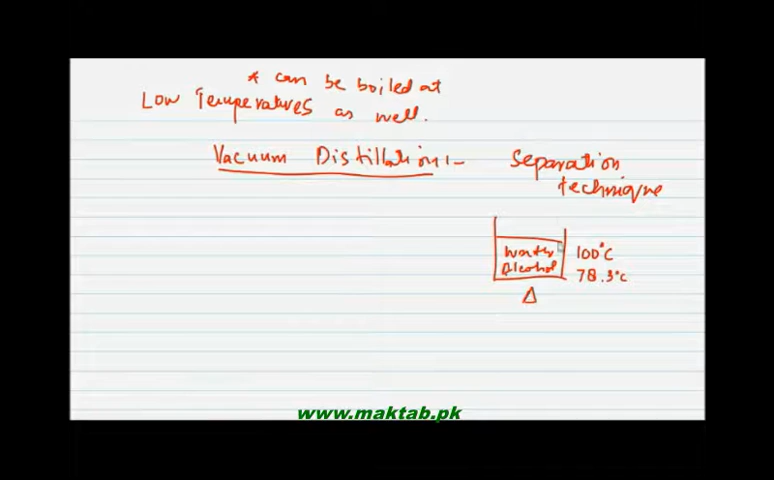 * can be boiled at
Low Temperatures as well.
Vacuum Distillation:-
Separation technique
Water 100°C
Alcohol 78.3°C
Δ
www.maktab.pk